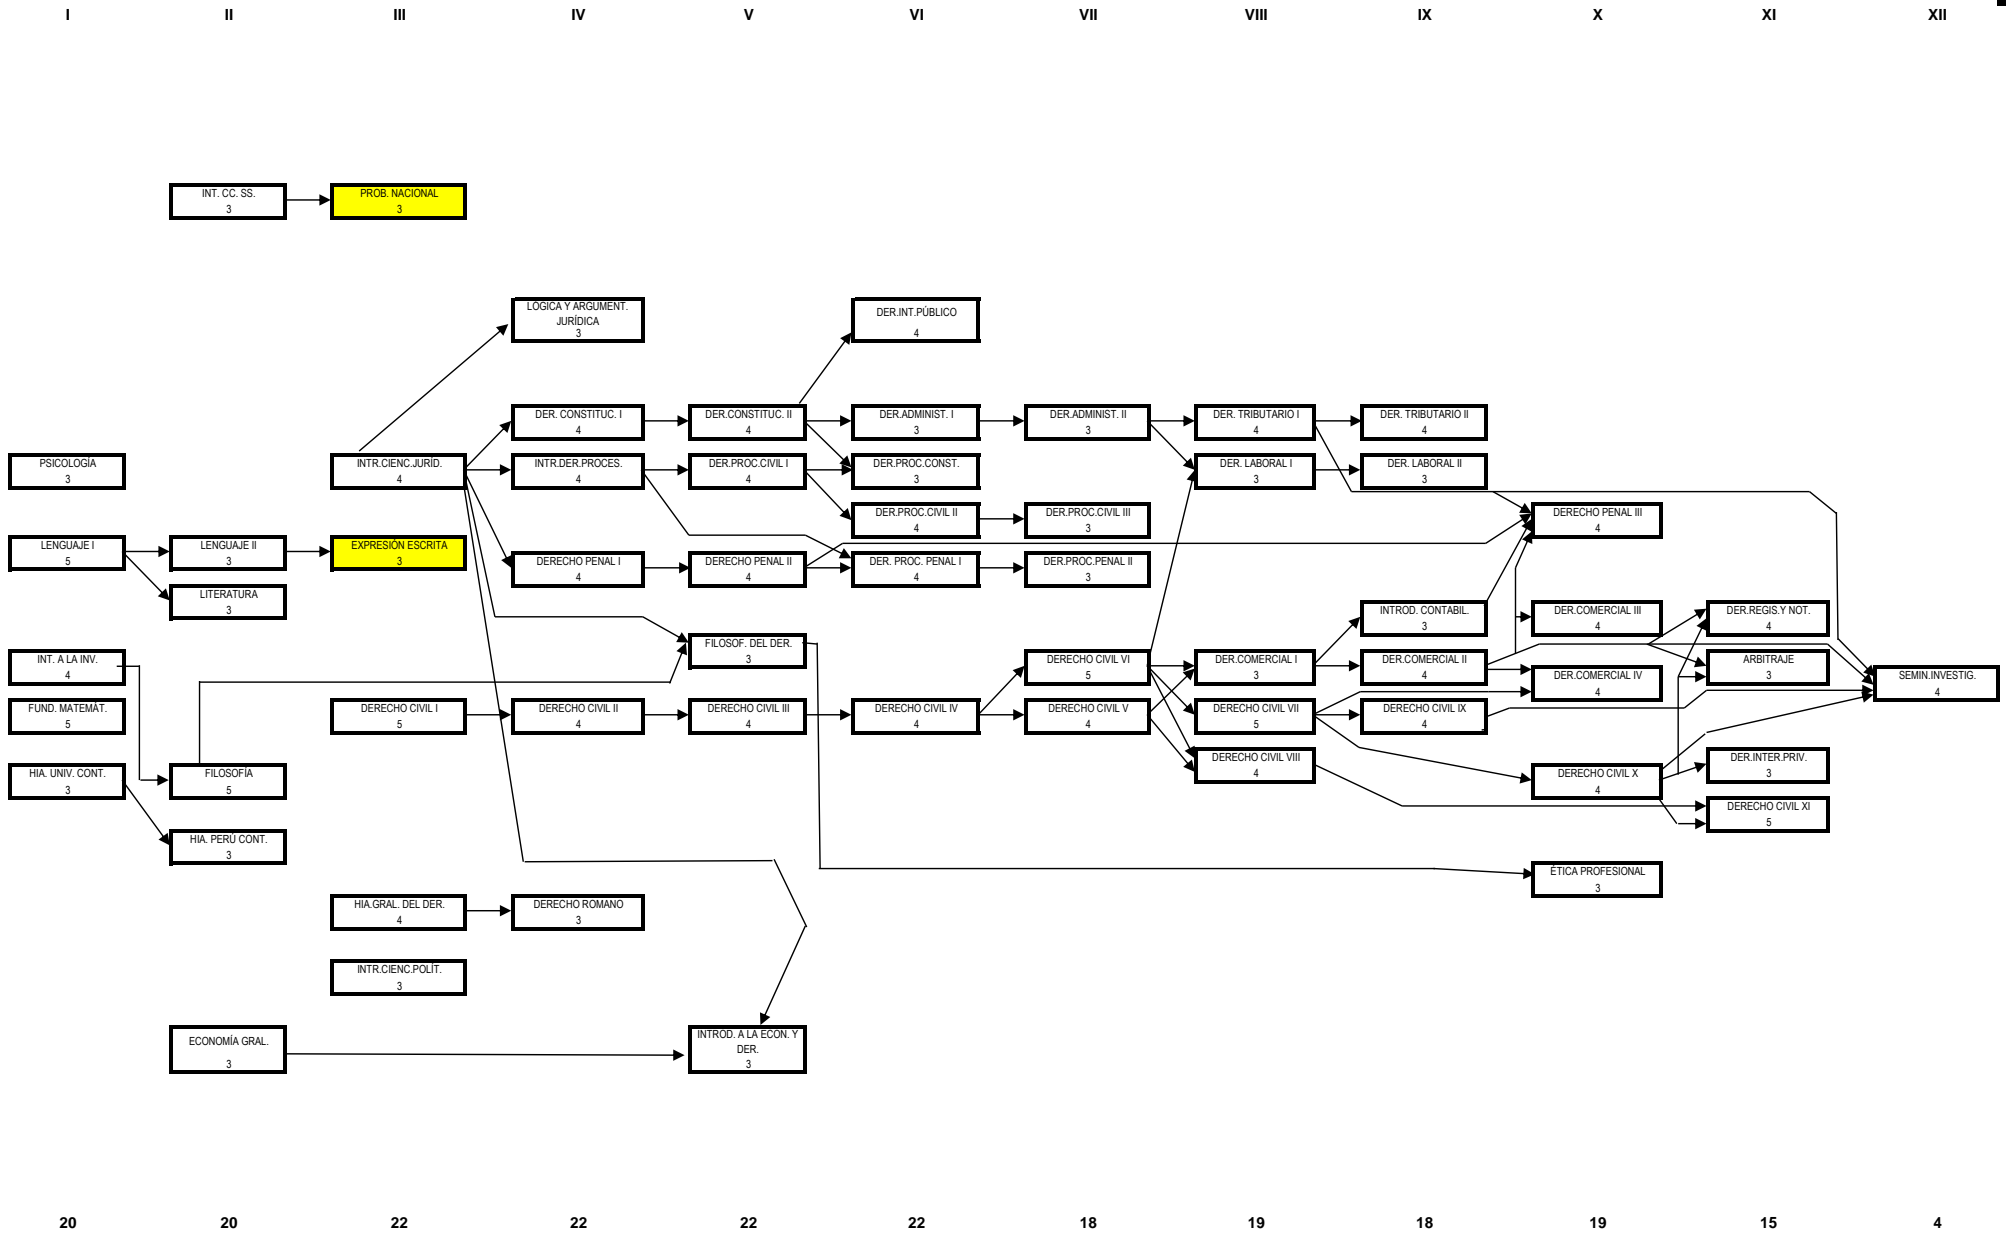 I II III IV V VI VII VIII IX X XI XII
INT. CC. SS.
3
PROB. NACIONAL
3
LÓGICA Y ARGUMENT.
JURÍDICA
3
DER.INT.PÚBLICO
4
DER. CONSTITUC. I
4
DER.CONSTITUC. II
4
DER.ADMINIST. I
3
DER.ADMINIST. II
3
DER. TRIBUTARIO I
4
DER. TRIBUTARIO II
4
PSICOLOGÍA
3
INTR.CIENC.JURÍD.
4
INTR.DER.PROCES.
4
DER.PROC.CIVIL I
4
DER.PROC.CONST.
3
DER. LABORAL I
3
DER. LABORAL II
3
DER.PROC.CIVIL II
4
DER.PROC.CIVIL III
3
DERECHO PENAL III
4
LENGUAJE I
5
LENGUAJE II
3
EXPRESIÓN ESCRITA
3
DERECHO PENAL I
4
DERECHO PENAL II
4
DER. PROC. PENAL I
4
DER.PROC.PENAL II
3
LITERATURA
3
INTROD. CONTABIL.
3
DER.COMERCIAL III
4
DER.REGIS.Y NOT.
4
FILOSOF. DEL DER.
3
INT. A LA INV.
4
DERECHO CIVIL VI
5
DER.COMERCIAL I
3
DER.COMERCIAL II
4
DER.COMERCIAL IV
4
ARBITRAJE
3
SEMIN.INVESTIG.
4
FUND. MATEMÁT.
5
DERECHO CIVIL I
5
DERECHO CIVIL II
4
DERECHO CIVIL III
4
DERECHO CIVIL IV
4
DERECHO CIVIL V
4
DERECHO CIVIL VII
5
DERECHO CIVIL IX
4
HIA. UNIV. CONT.
3
FILOSOFÍA
5
DERECHO CIVIL VIII
4
DERECHO CIVIL X
4
DER.INTER.PRIV.
3
DERECHO CIVIL XI
5
HIA. PERÚ CONT.
3
ÉTICA PROFESIONAL
3
HIA.GRAL. DEL DER.
4
DERECHO ROMANO
3
INTR.CIENC.POLÍT.
3
ECONOMÍA GRAL.
3
INTROD. A LA ECON. Y
DER.
3
20 20 22 22 22 22 18 19 18 19 15 4